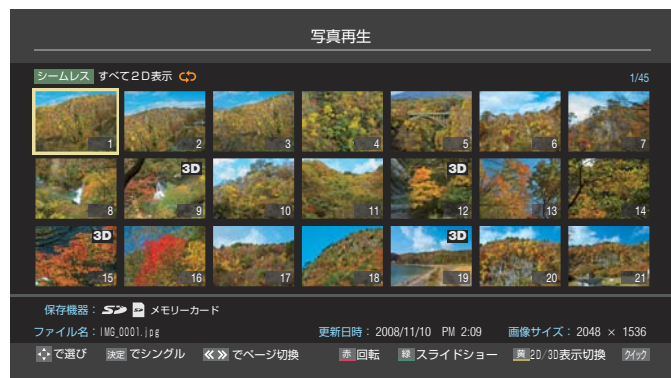 写真再生
シームレス すべて2D表示 1/45
1 2 3 4 5 6 7
3D 3D
8 9 10 11 12 13 14
3D 3D
15 16 17 18 19 20 21
保存機器： SD SD メモリーカード
ファイル名：IMG_0001.jpg 更新日時： 2008/11/10 PM 2:09 画像サイズ： 2048 × 1536
で選び 決定 でシングル でページ切換 赤 回転 緑 スライドショー 黄 2D/3D表示切換 クイック